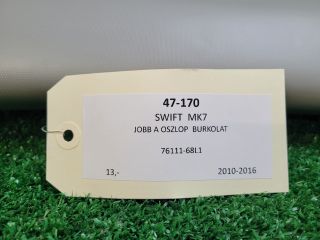 47-170
SWIFT MK7
JOBB A OSZLOP BURKOLAT
76111-68L1
13,- 2010-2016